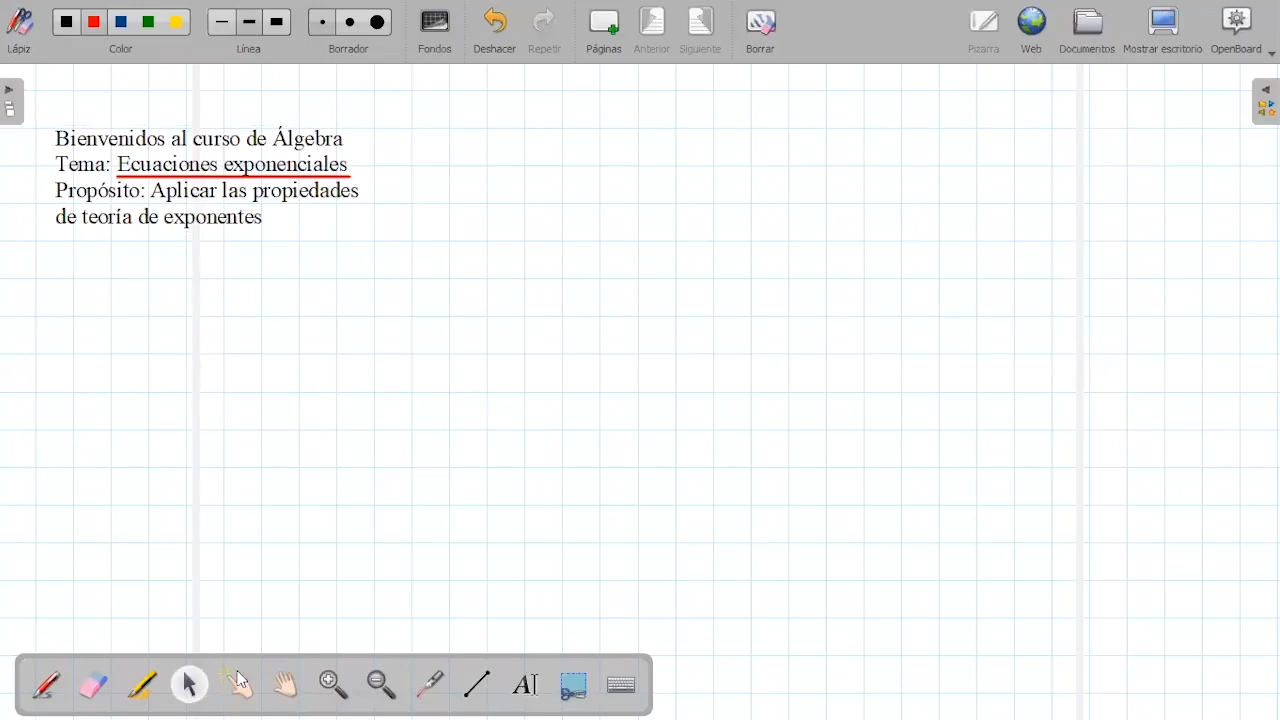 Lápiz
Color
Línea
Borrador
Fondos
Deshacer
Repetir
Páginas
Anterior
Siguiente
Borrar
Pizarra
Web
Documentos
Mostrar escritorio
OpenBoard
Bienvenidos al curso de Álgebra
Tema: Ecuaciones exponenciales
Propósito: Aplicar las propiedades
de teoría de exponentes